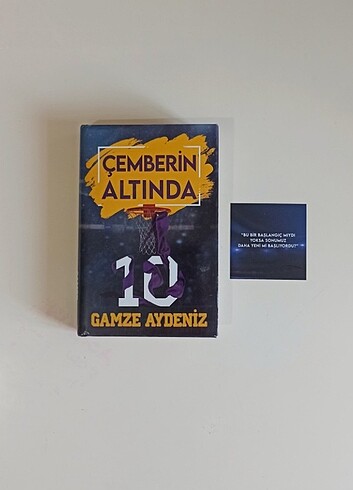 ÇEMBERİN
ALTINDA
10
GAMZE AYDENİZ
"BU BİR BAŞLANGIÇ MIYDI
YOKSA SONUMUZ
DAHA YENİ Mİ BAŞLIYORDU?"